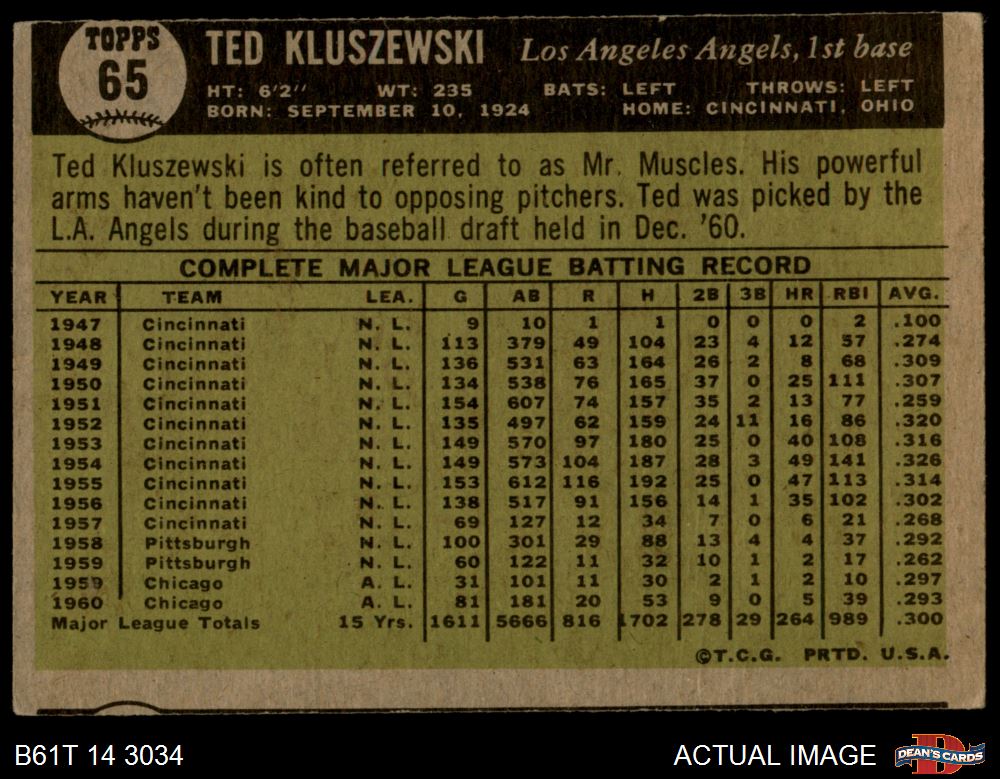 TOPPS
65
TED KLUSZEWSKI Los Angeles Angels, 1st base
HT: 6'2" WT: 235 BATS: LEFT THROWS: LEFT
BORN: SEPTEMBER 10, 1924 HOME: CINCINNATI, OHIO
Ted Kluszewski is often referred to as Mr. Muscles. His powerful
arms haven't been kind to opposing pitchers. Ted was picked by the
L.A. Angels during the baseball draft held in Dec. '60.
COMPLETE MAJOR LEAGUE BATTING RECORD
YEAR TEAM LEA. G AB R H 2B 3B HR RBI AVG.
1947 Cincinnati N. L. 9 10 1 1 0 0 0 2 .100
1948 Cincinnati N. L. 113 379 49 104 23 4 12 57 .274
1949 Cincinnati N. L. 136 531 63 164 26 2 8 68 .309
1950 Cincinnati N. L. 134 538 76 165 37 0 25 111 .307
1951 Cincinnati N. L. 154 607 74 157 35 2 13 77 .259
1952 Cincinnati N. L. 135 497 62 159 24 11 16 86 .320
1953 Cincinnati N. L. 149 570 97 180 25 0 40 108 .316
1954 Cincinnati N. L. 149 573 104 187 28 3 49 141 .326
1955 Cincinnati N. L. 153 612 116 192 25 0 47 113 .314
1956 Cincinnati N. L. 138 517 91 156 14 1 35 102 .302
1957 Cincinnati N. L. 69 127 12 34 7 0 6 21 .268
1958 Pittsburgh N. L. 100 301 29 88 13 4 4 37 .292
1959 Pittsburgh N. L. 60 122 11 32 10 1 2 17 .262
1959 Chicago A. L. 31 101 11 30 2 1 2 10 .297
1960 Chicago A. L. 81 181 20 53 9 0 5 39 .293
Major League Totals 15 Yrs. 1611 5666 816 1702 278 29 264 989 .300
©T.C.G. PRTD. U.S.A.
B61T 14 3034 ACTUAL IMAGE DEAN'S CARDS